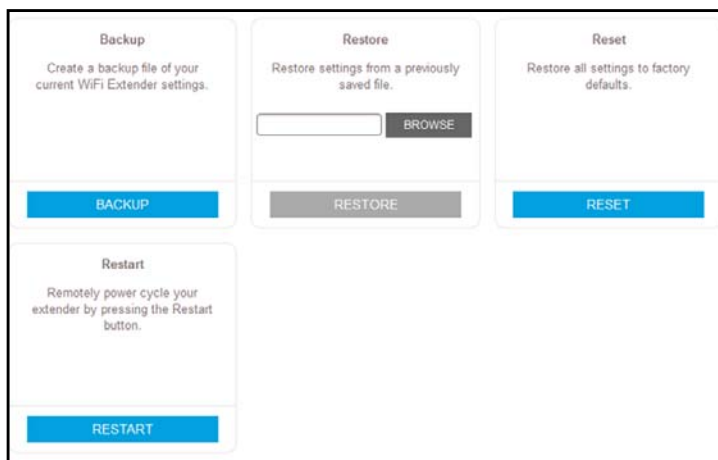 Backup
Create a backup file of your
current WiFi Extender settings.
BACKUP
Restore
Restore settings from a previously
saved file.
BROWSE
RESTORE
Reset
Restore all settings to factory
defaults.
RESET
Restart
Remotely power cycle your
extender by pressing the Restart
button.
RESTART